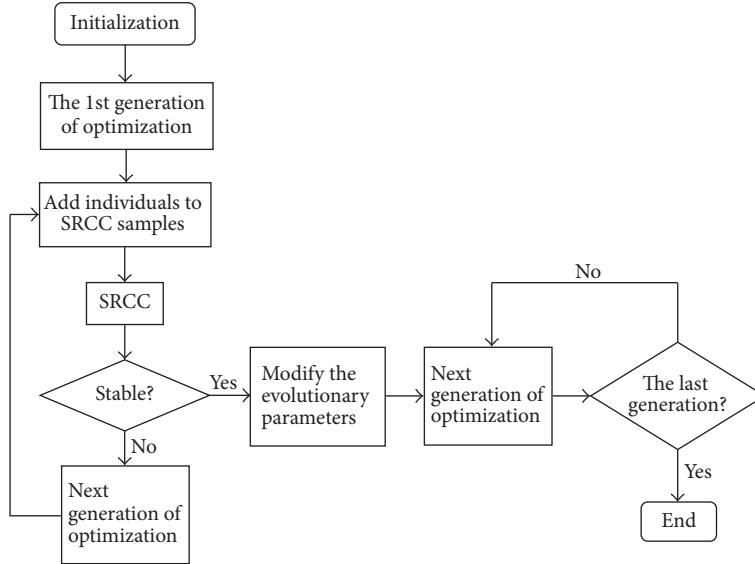 Initialization
The 1st generation
of optimization
Add individuals to
SRCC samples
SRCC
Stable?
Yes
No
Next
generation of
optimization
Modify the
evolutionary
parameters
Next
generation of
optimization
No
The last
generation?
Yes
End